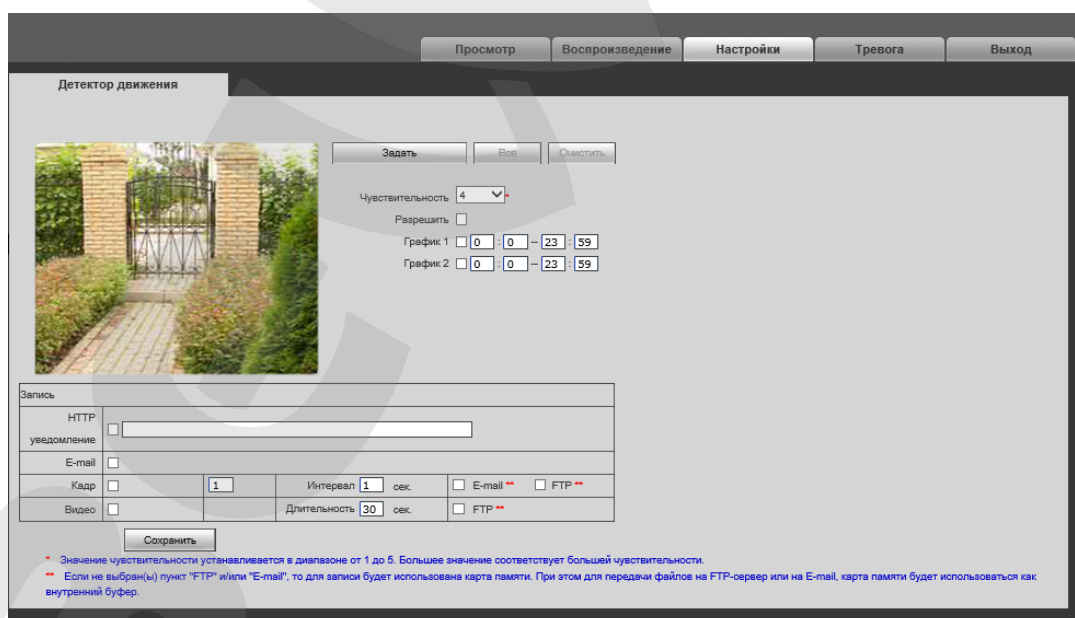 Просмотр Воспроизведение Настройки Тревога Выход
Детектор движения
Задать Все Очистить
Чувствительность 4 *
Разрешить
График 1 0 : 0 – 23 : 59
График 2 0 : 0 – 23 : 59
Запись
HTTP
уведомление
E-mail
Кадр 1 Интервал 1 сек. E-mail ** FTP **
Видео Длительность 30 сек. FTP **
Сохранить
* Значение чувствительности устанавливается в диапазоне от 1 до 5. Большее значение соответствует большей чувствительности.
** Если не выбран(ы) пункт "FTP" и/или "E-mail", то для записи будет использована карта памяти. При этом для передачи файлов на FTP-сервер или на E-mail, карта памяти будет использоваться как
внутренний буфер.